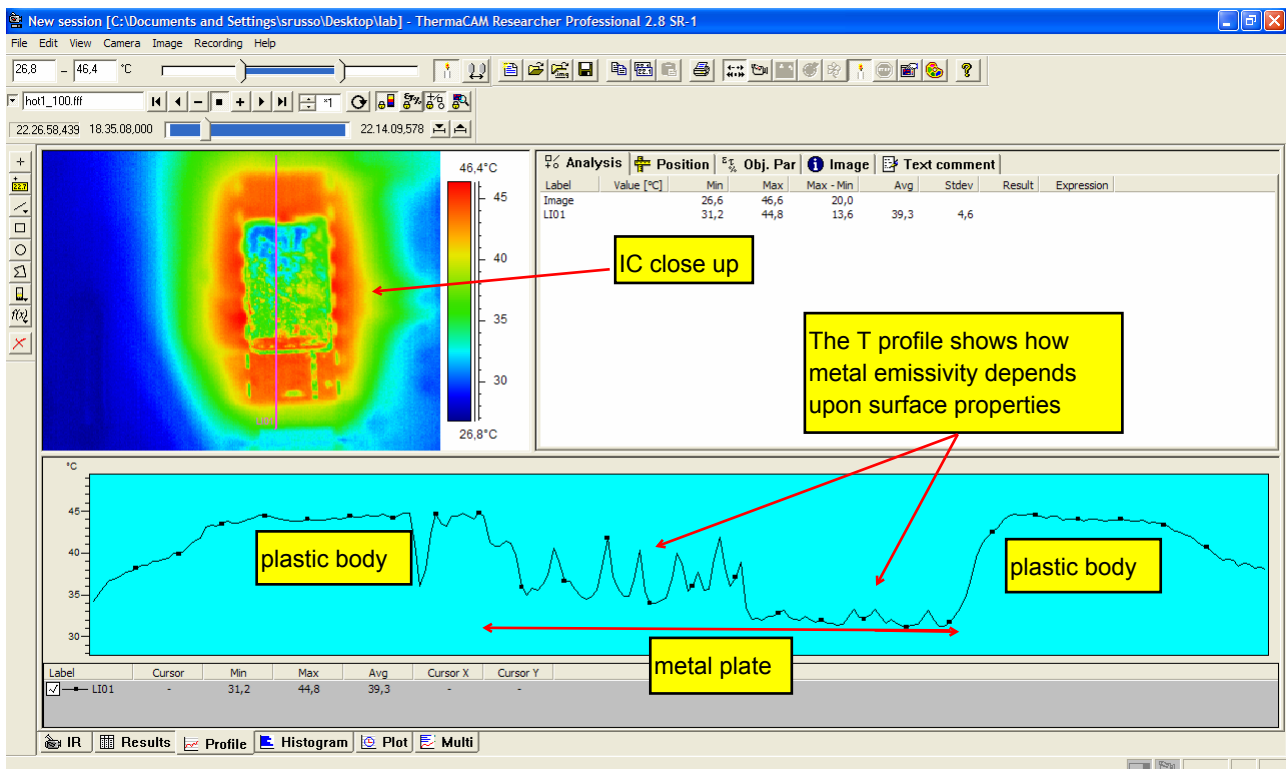 New session [C:\Documents and Settings\srusso\Desktop\lab] - ThermaCAM Researcher Professional 2.8 SR-1
File Edit View Camera Image Recording Help
26,8 - 46,4 °C
hot1_100.fff
22.26.58,439 18.35.08,000 22.14.09,578
46,4°C
45
40
35
30
26,8°C
LI01
Analysis Position Obj. Par Image Text comment
Label Value [°C] Min Max Max - Min Avg Stdev Result Expression
Image 26,6 46,6 20,0
LI01 31,2 44,8 13,6 39,3 4,6
IC close up
The T profile shows how
metal emissivity depends
upon surface properties
°C
45
40
35
30
plastic body
plastic body
metal plate
Label Cursor Min Max Avg Cursor X Cursor Y
LI01 - 31,2 44,8 39,3 - -
IR Results Profile Histogram Plot Multi